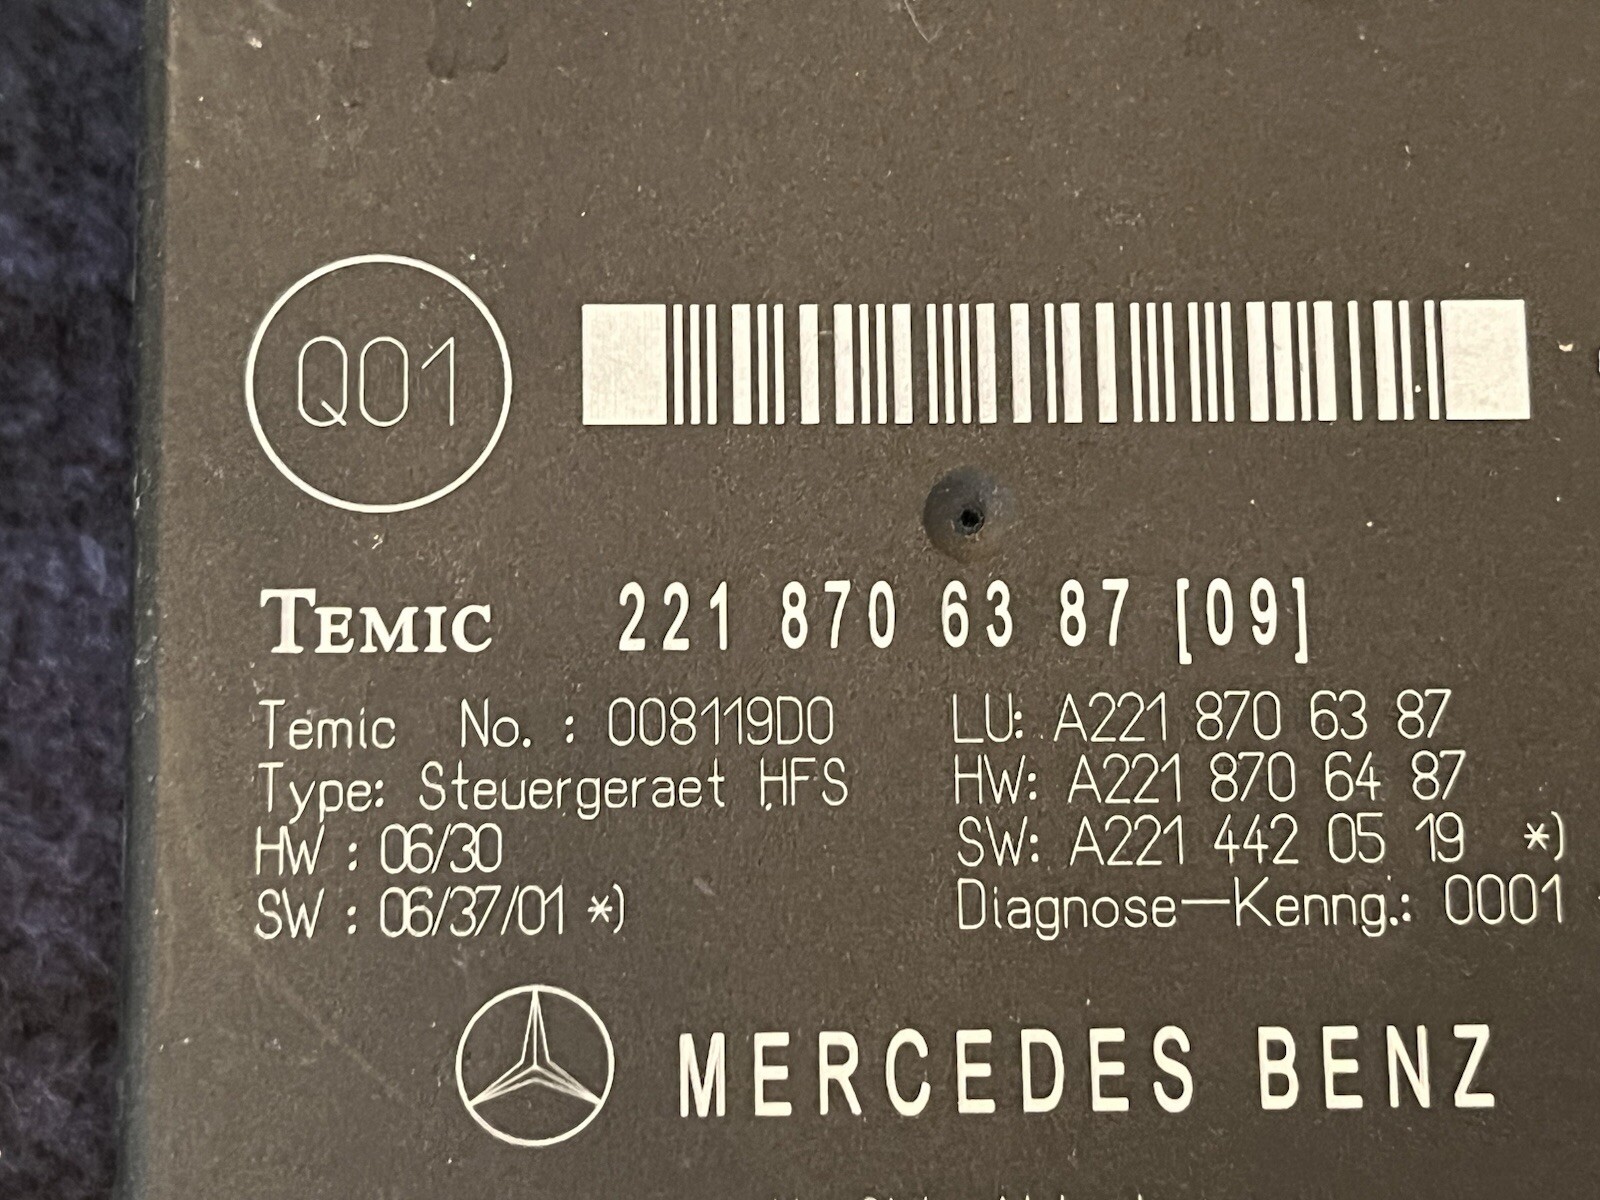 Q01
TEMIC 221 870 63 87 [09]
Temic No. : 008119D0 LU: A221 870 63 87
Type: Steuergeraet HFS HW: A221 870 64 87
HW : 06/30 SW: A221 442 05 19 *)
SW : 06/37/01 *) Diagnose-Kenng.: 0001
MERCEDES BENZ